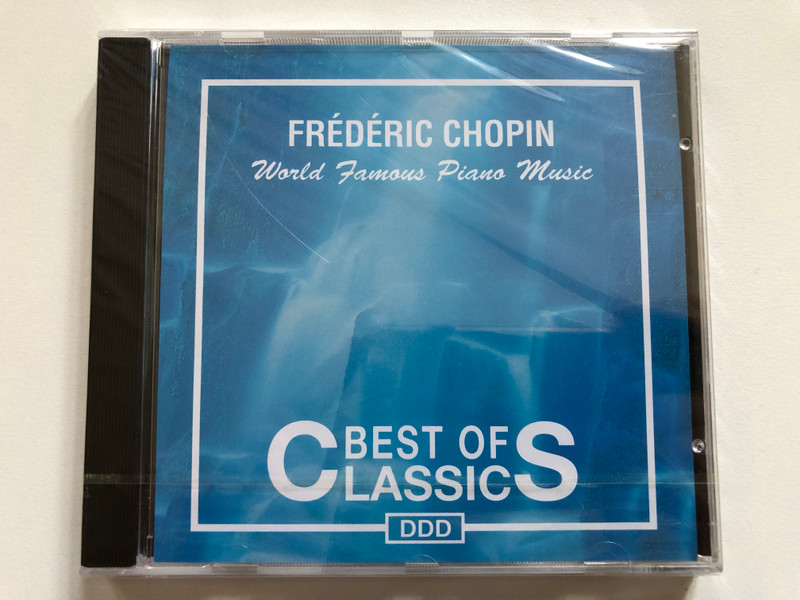 FRÉDÉRIC CHOPIN
World Famous Piano Music
BEST OF
CLASSICS
DDD